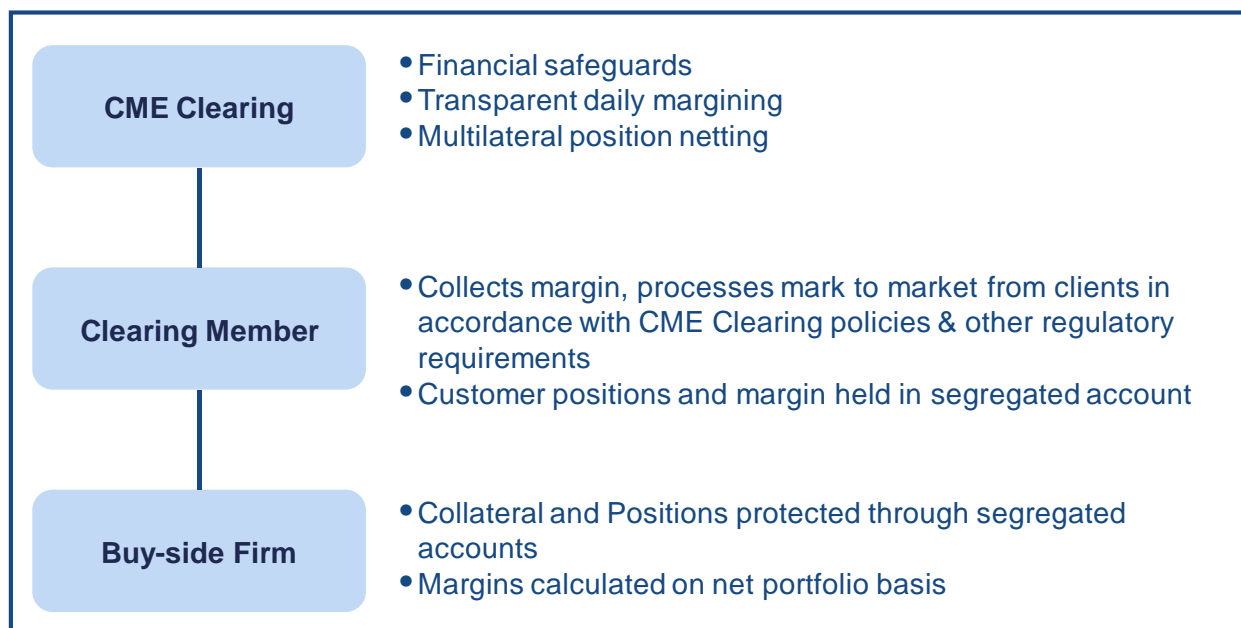 CME Clearing
• Financial safeguards
• Transparent daily margining
• Multilateral position netting
Clearing Member
• Collects margin, processes mark to market from clients in
accordance with CME Clearing policies & other regulatory
requirements
• Customer positions and margin held in segregated account
Buy-side Firm
• Collateral and Positions protected through segregated
accounts
• Margins calculated on net portfolio basis